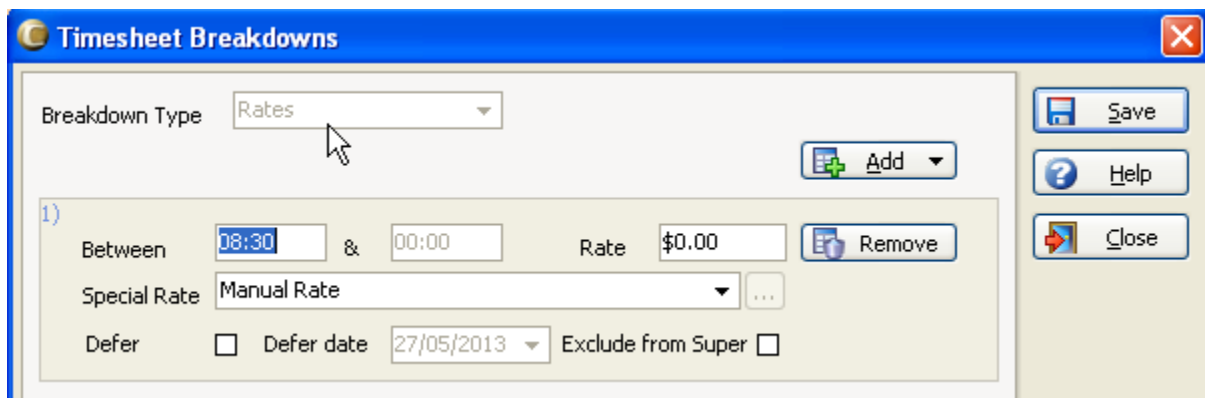 Timesheet Breakdowns
Breakdown Type Rates
Save
Add
Help
1)
Between 08:30 & 00:00 Rate $0.00 Remove
Close
Special Rate Manual Rate ...
Defer Defer date 27/05/2013 Exclude from Super